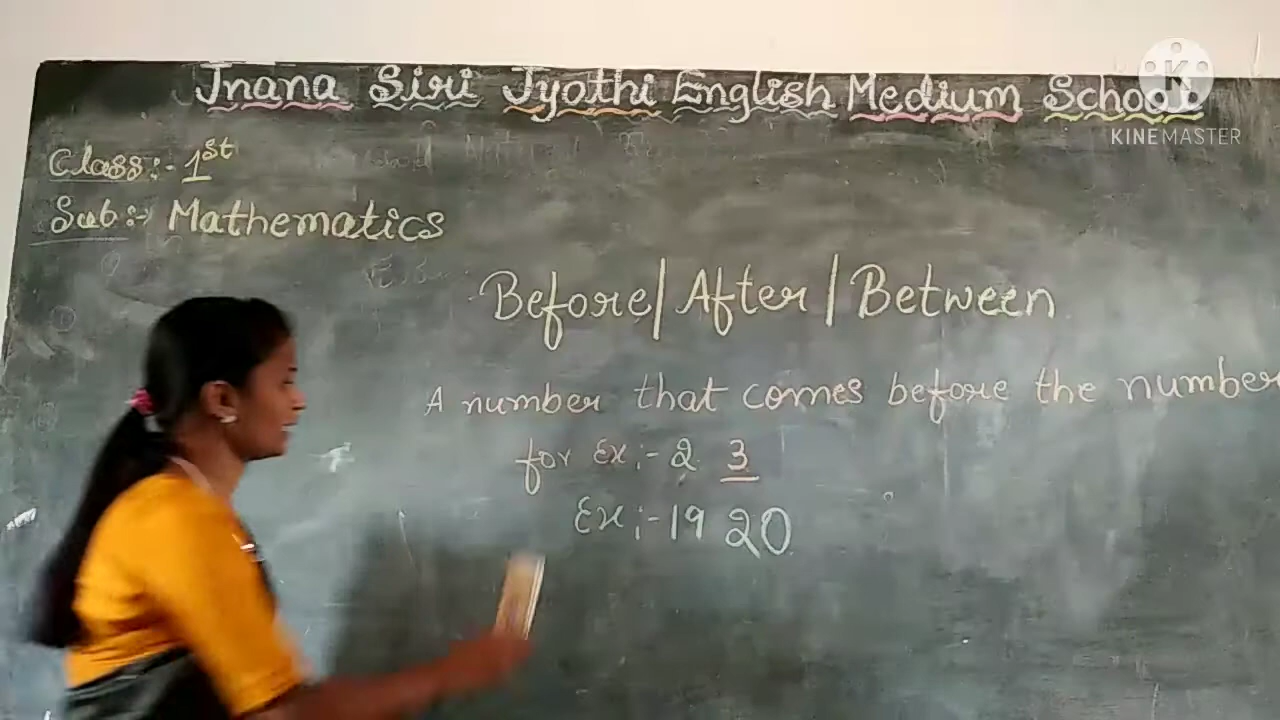 Jnana Siri Jyothi English Medium School
KINEMASTER
Class:- 1st
Sub:- Mathematics
Before/After/Between
A number that comes before the number
for Ex:- 2 3
Ex:- 19 20